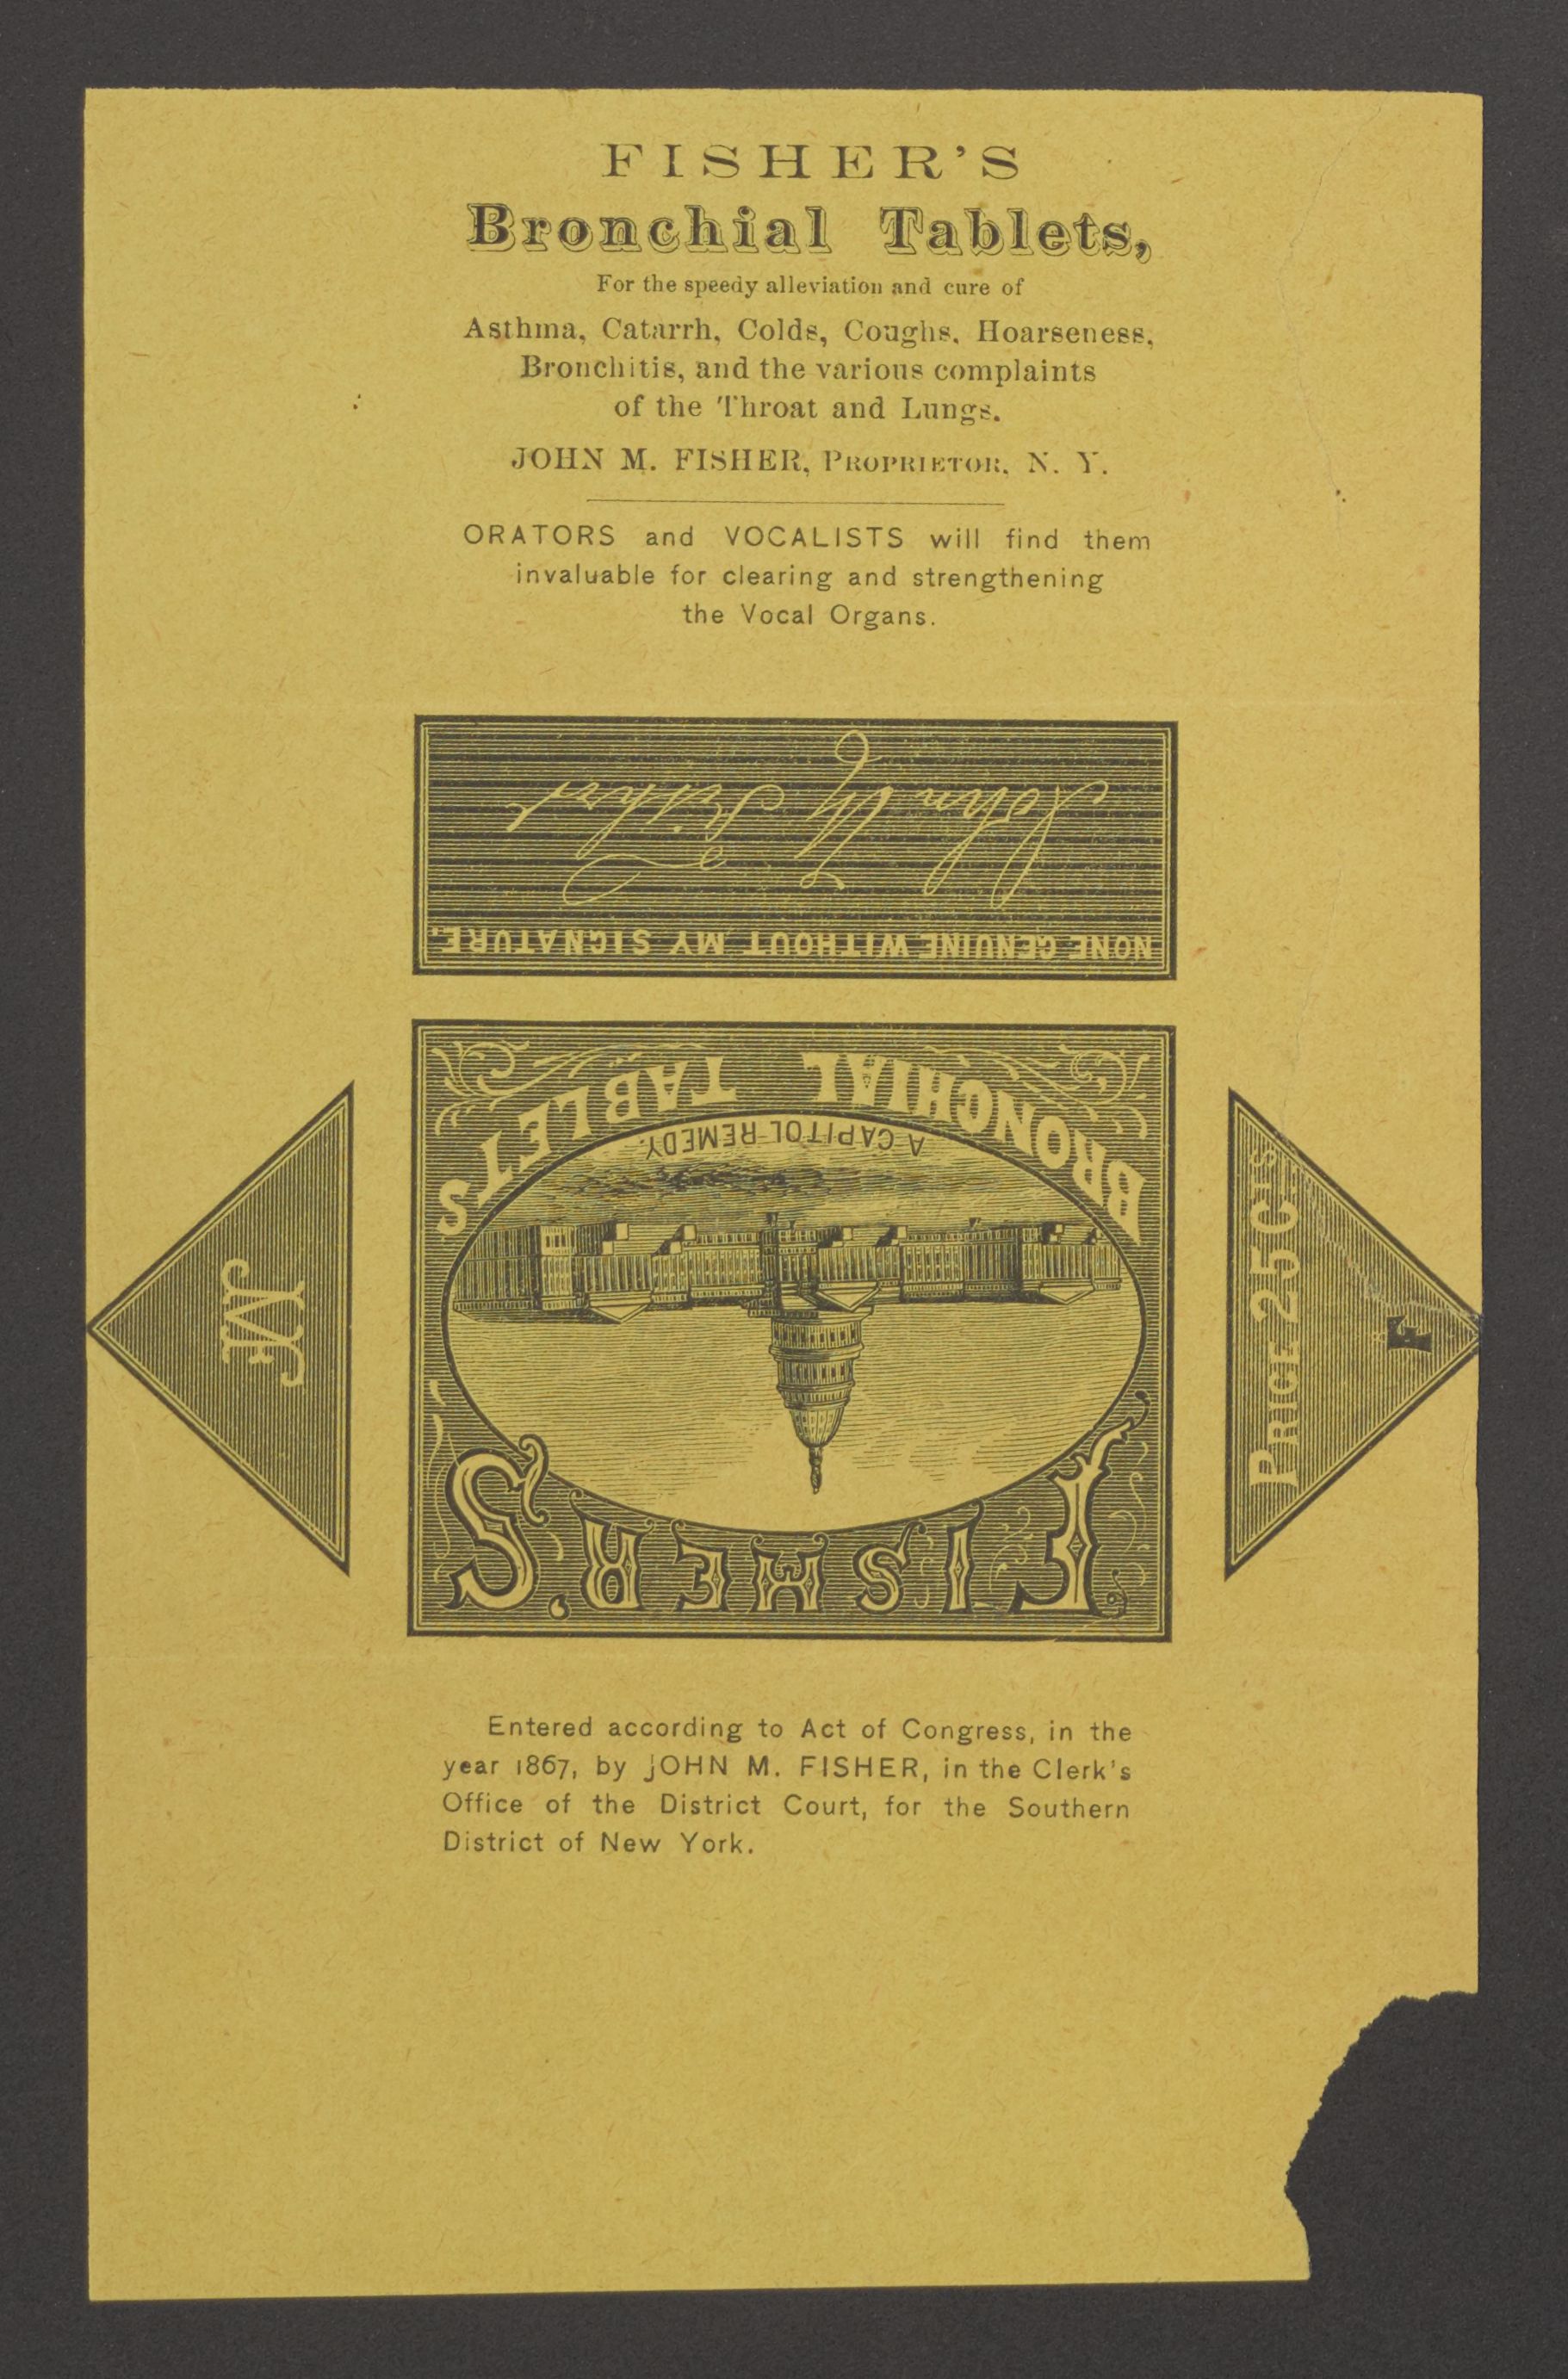 FISHER'S
Bronchial Tablets,
For the speedy alleviation and cure of
Asthma, Catarrh, Colds, Coughs, Hoarseness,
Bronchitis, and the various complaints
of the Throat and Lungs.
JOHN M. FISHER, PROPRIETOR, N. Y.
ORATORS and VOCALISTS will find them
invaluable for clearing and strengthening
the Vocal Organs.
NONE GENUINE WITHOUT MY SIGNATURE.
John M Fisher
FISHER'S
A CAPITOL REMEDY.
BRONCHIAL TABLETS
JMF
PRICE 25 CTS
F
Entered according to Act of Congress, in the
year 1867, by JOHN M. FISHER, in the Clerk's
Office of the District Court, for the Southern
District of New York.